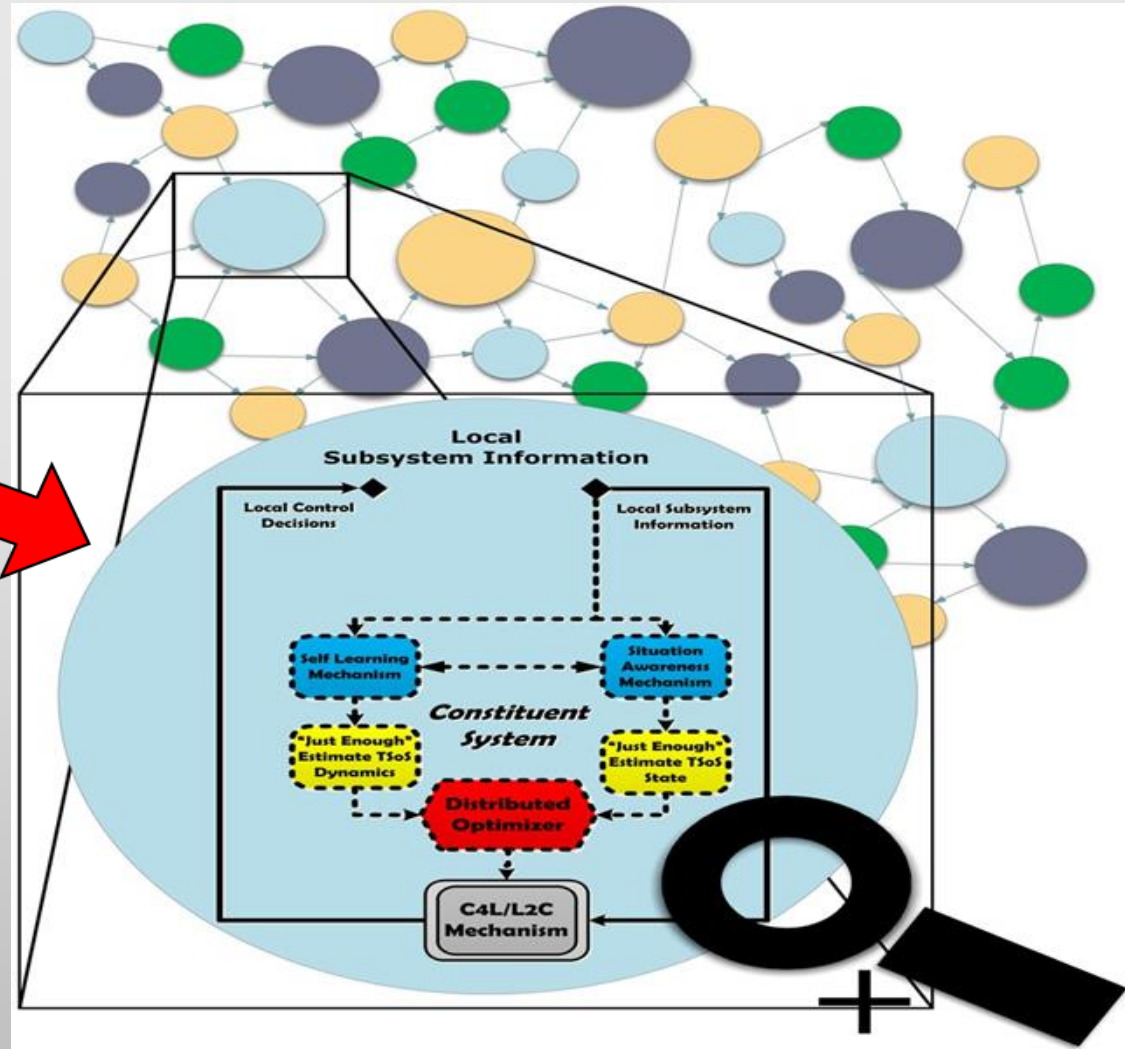 Local
Subsystem Information
Local Control
Decisions
Local Subsystem
Information
Self Learning
Mechanism
Situation
Awareness
Mechanism
Constituent
System
"Just Enough"
Estimate TSoS
Dynamics
"Just Enough"
Estimate TSoS
State
Distributed
Optimizer
C4L/L2C
Mechanism